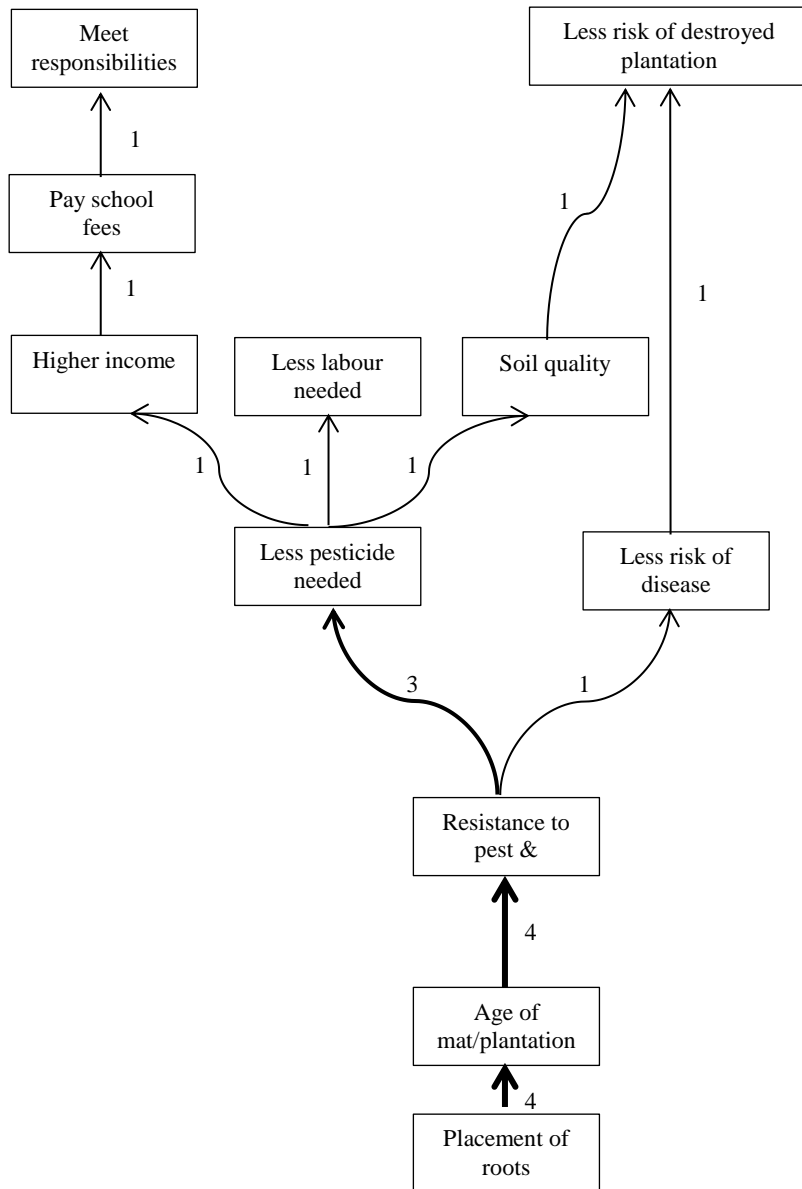 Meet
responsibilities
Less risk of destroyed
plantation
1
Pay school
fees
1
1
1
Higher income
Less labour
needed
Soil quality
1
1
1
Less pesticide
needed
Less risk of
disease
3
1
Resistance to
pest &
4
Age of
mat/plantation
4
Placement of
roots